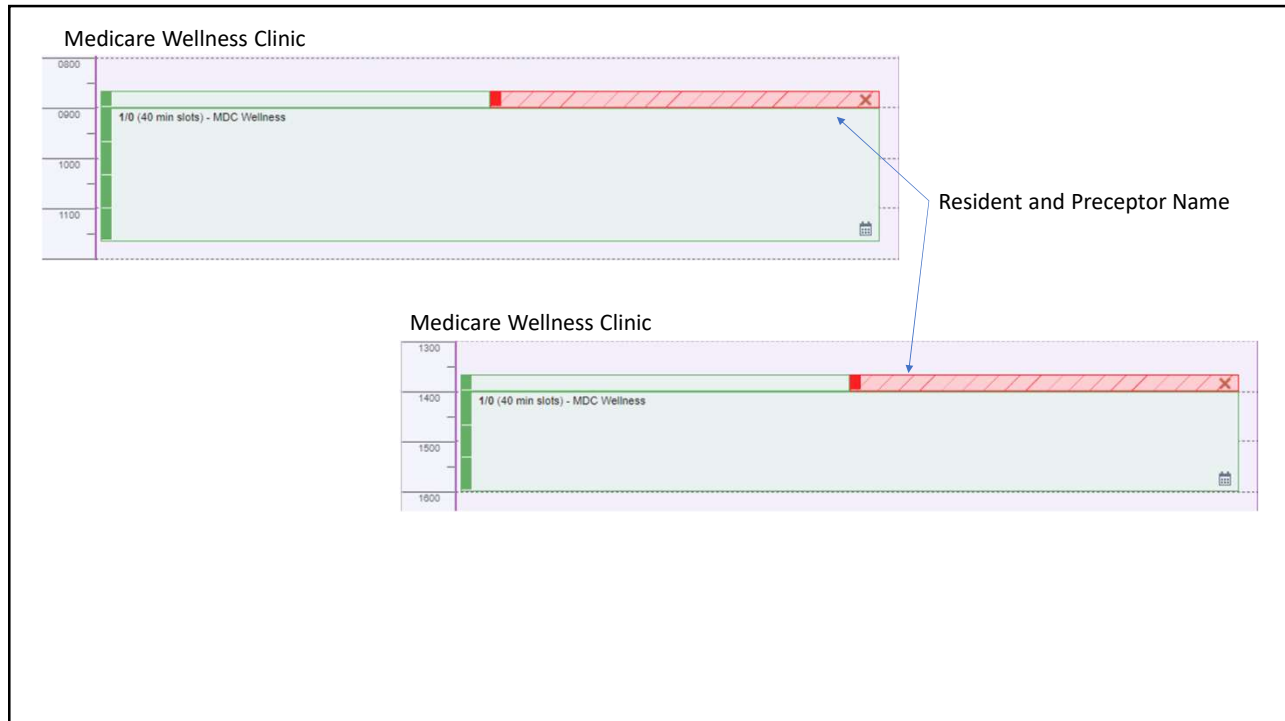 Medicare Wellness Clinic
0800
0900
1/0 (40 min slots) - MDC Wellness
1000
1100
Resident and Preceptor Name
Medicare Wellness Clinic
1300
1400
1/0 (40 min slots) - MDC Wellness
1500
1600